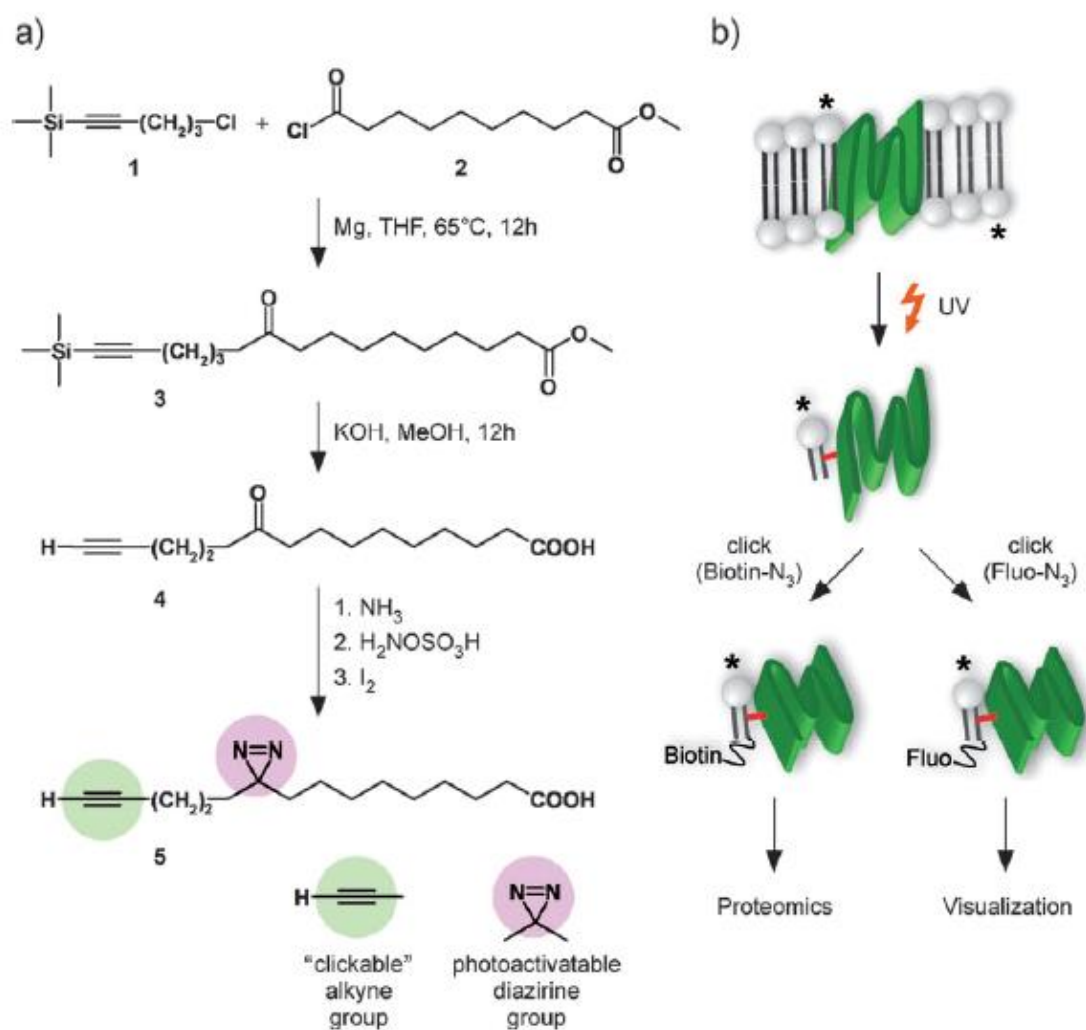 a)
Si
(CH₂)₃-Cl
+
O
Cl
O
O
1
2
Mg, THF, 65°C, 12h
O
Si
(CH₂)₃
O
O
3
KOH, MeOH, 12h
O
H
(CH₂)₂
COOH
4
1. NH₃
2. H₂NOSO₃H
3. I₂
N=N
H
(CH₂)₂
COOH
5
H
N=N
"clickable"
alkyne
group
photoactivatable
diazirine
group
b)
*
*
UV
*
click
(Biotin-N₃)
click
(Fluo-N₃)
*
*
Biotin
Fluo
Proteomics
Visualization